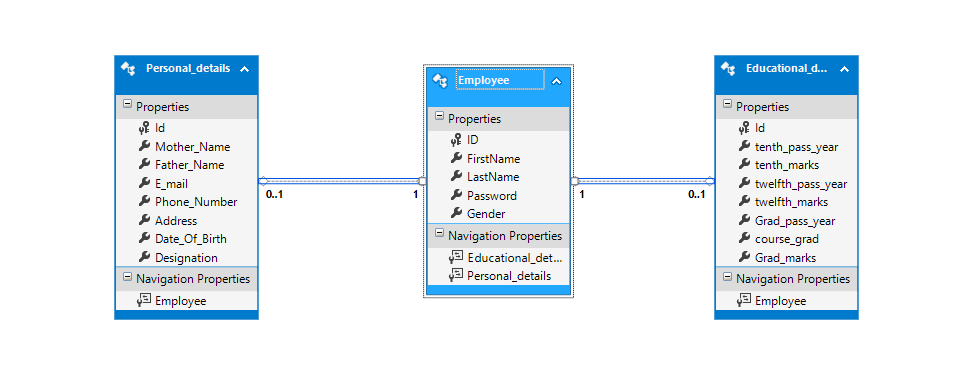 Personal_details
Properties
Id
Mother_Name
Father_Name
E_mail
Phone_Number
Address
Date_Of_Birth
Designation
Navigation Properties
Employee
0..1
1
Employee
Properties
ID
FirstName
LastName
Password
Gender
Navigation Properties
Educational_det...
Personal_details
1
0..1
Educational_d...
Properties
Id
tenth_pass_year
tenth_marks
twelfth_pass_year
twelfth_marks
Grad_pass_year
course_grad
Grad_marks
Navigation Properties
Employee